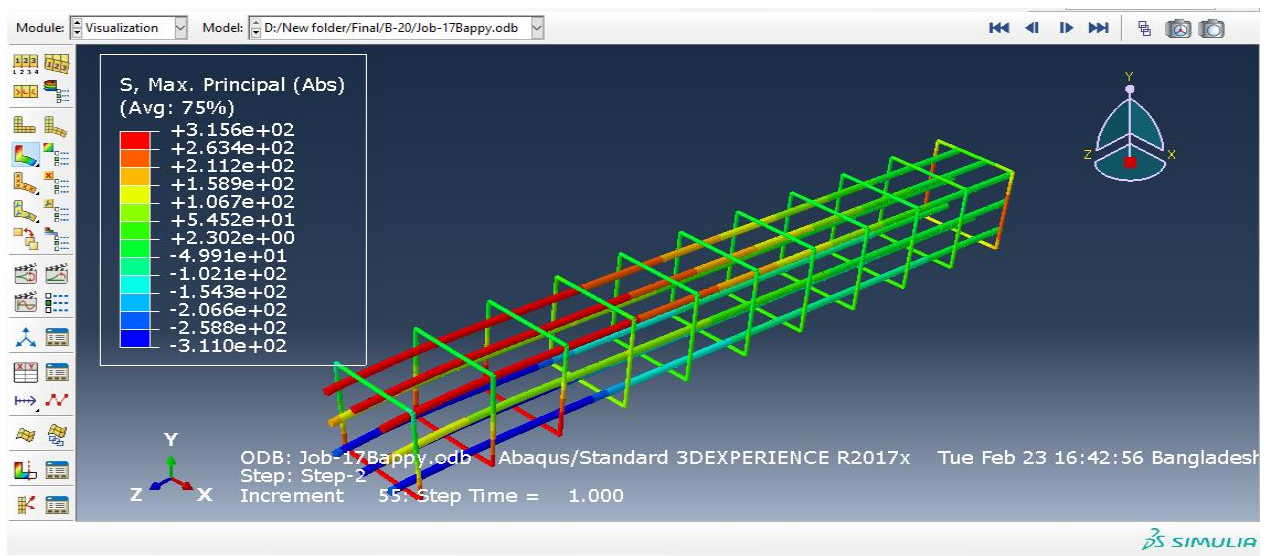 Module: Visualization Model: D:/New folder/Final/B-20/Job-17Bappy.odb
S, Max. Principal (Abs)
(Avg: 75%)
+3.156e+02
+2.634e+02
+2.112e+02
+1.589e+02
+1.067e+02
+5.452e+01
+2.302e+00
-4.991e+01
-1.021e+02
-1.543e+02
-2.066e+02
-2.588e+02
-3.110e+02
Y
Z
X
Y
Z
X
ODB: Job-17Bappy.odb Abaqus/Standard 3DEXPERIENCE R2017x Tue Feb 23 16:42:56 Bangladesh
Step: Step-2
Increment 55: Step Time = 1.000
SIMULIA